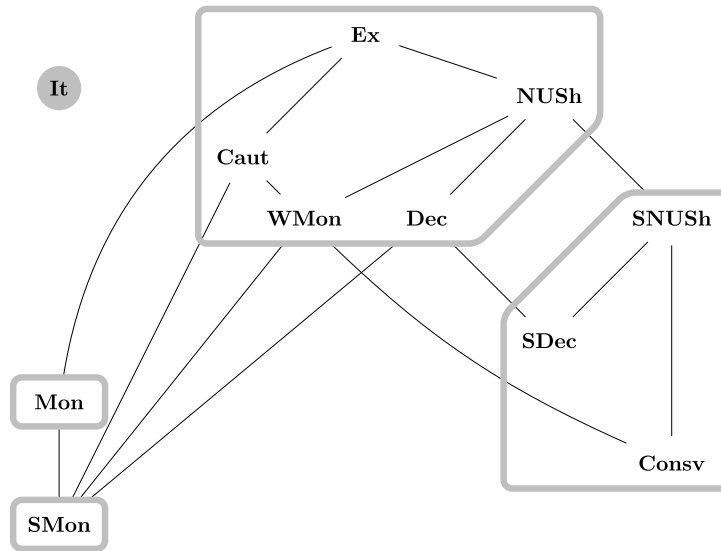 Ex
It
NUSh
Caut
WMon
Dec
SNUSh
SDec
Mon
Consv
SMon